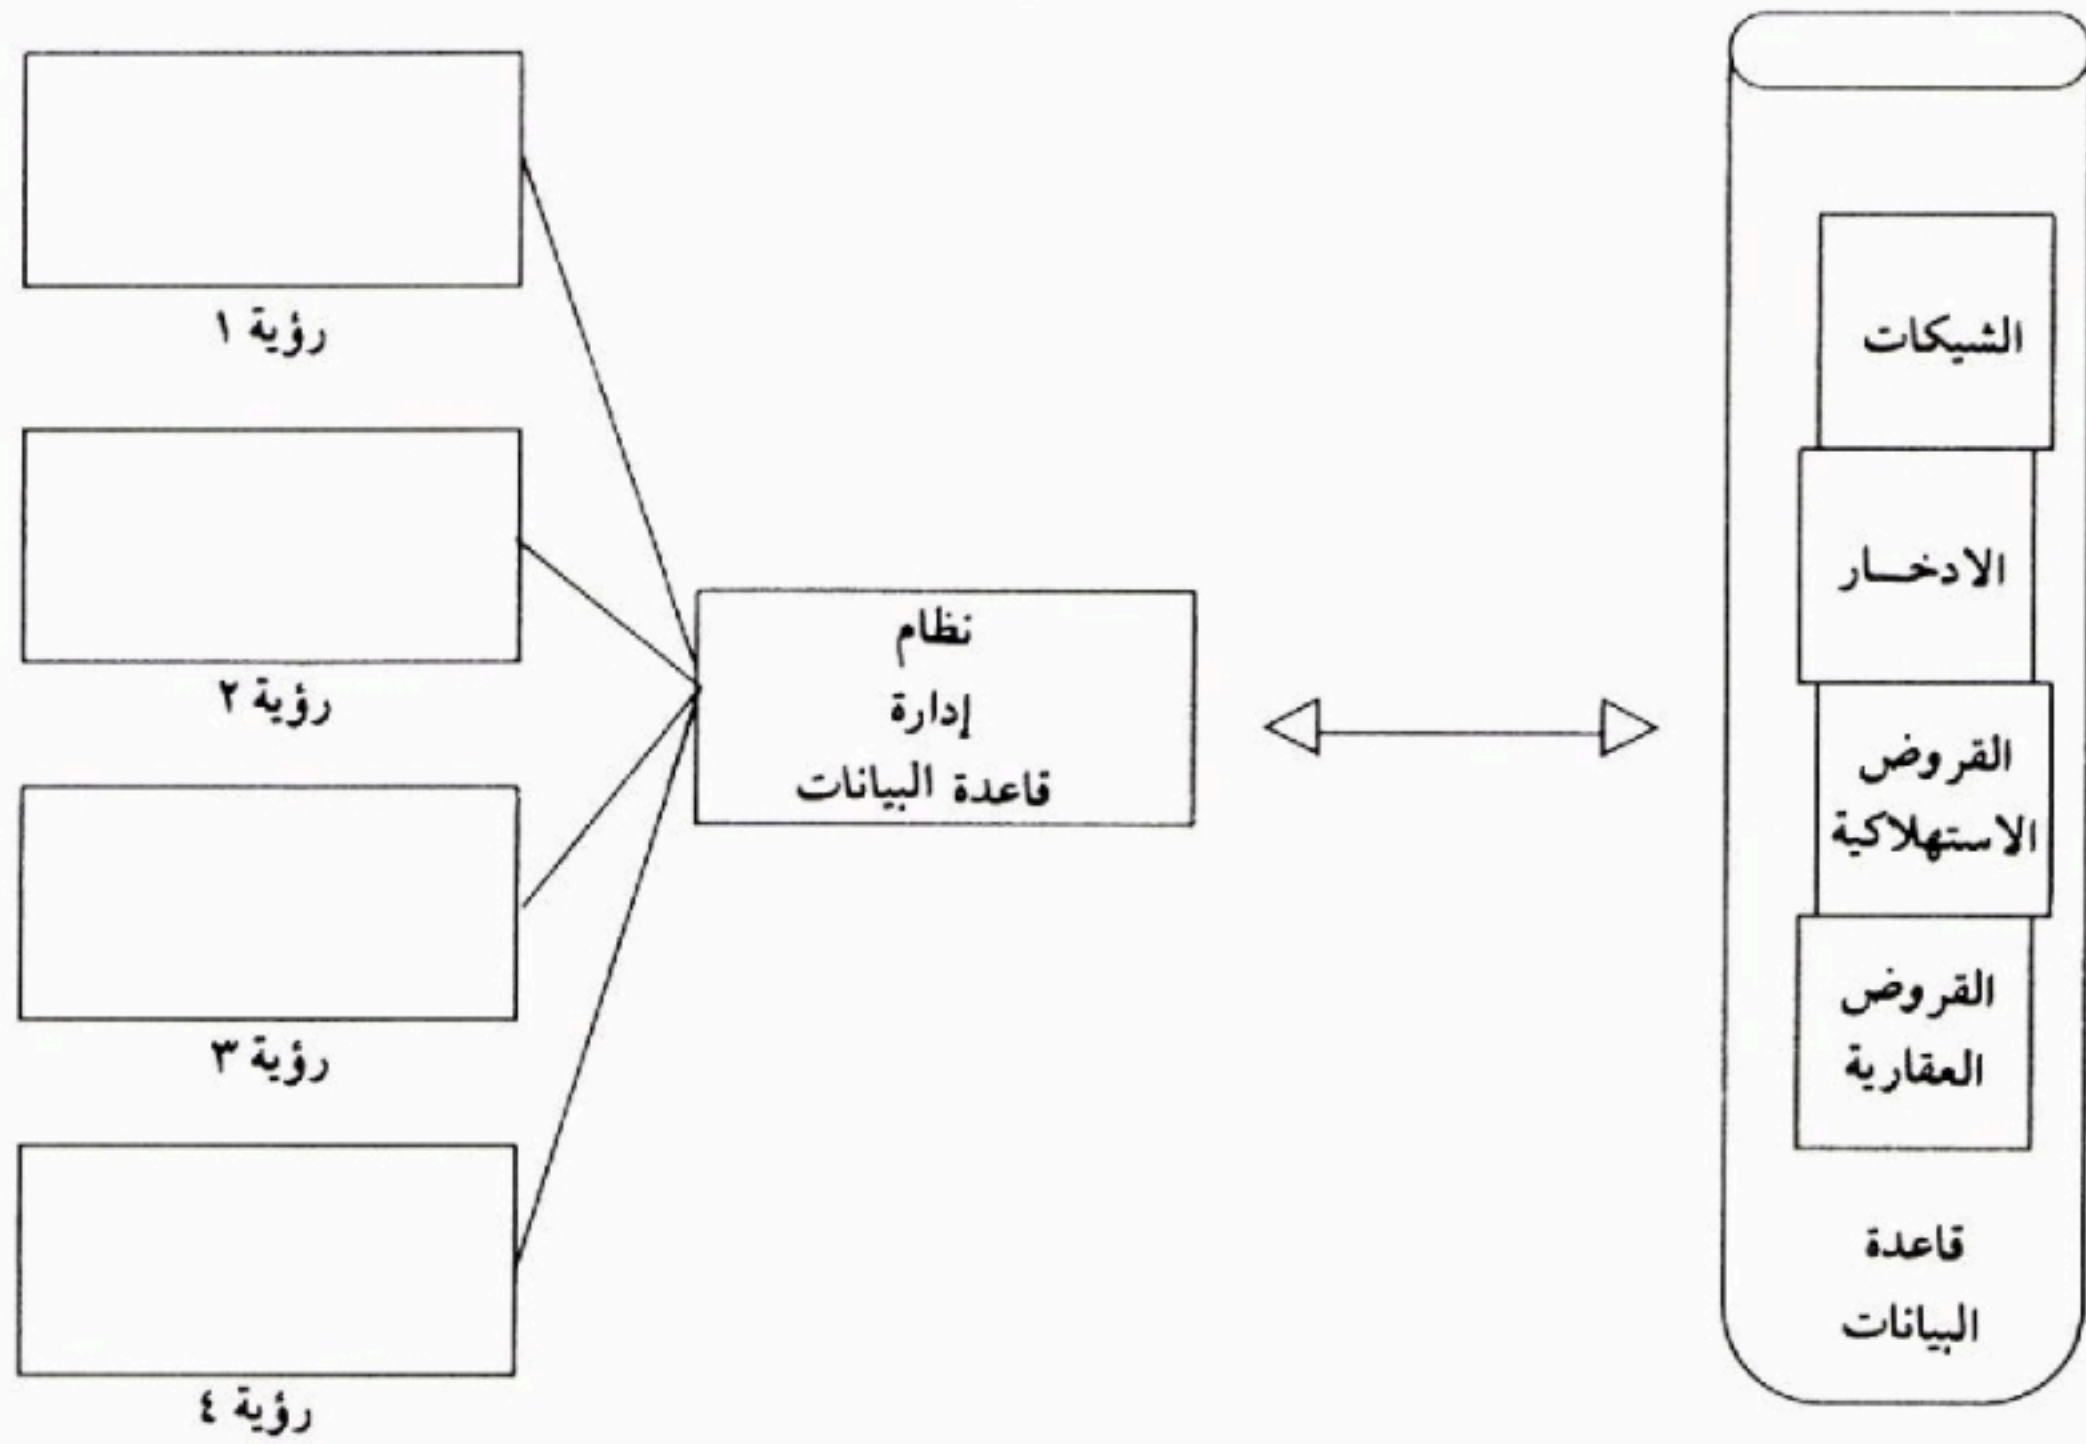 الشيكات
الادخـار
القروض
الاستهلاكية
القروض
العقارية
قاعدة
البيانات
نظام
إدارة
قاعدة البيانات
رؤية ١
رؤية ٢
رؤية ٣
رؤية ٤